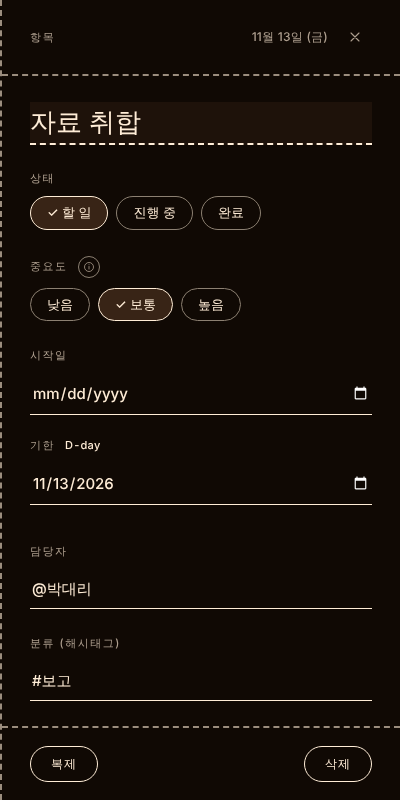 항목
11월 13일 (금)
자료 취합
상태
할 일 진행 중 완료
중요도
낮음 보통 높음
시작일
mm/dd/yyyy
기한 D-day
11/13/2026
담당자
@박대리
분류 (해시태그)
#보고
복제 삭제